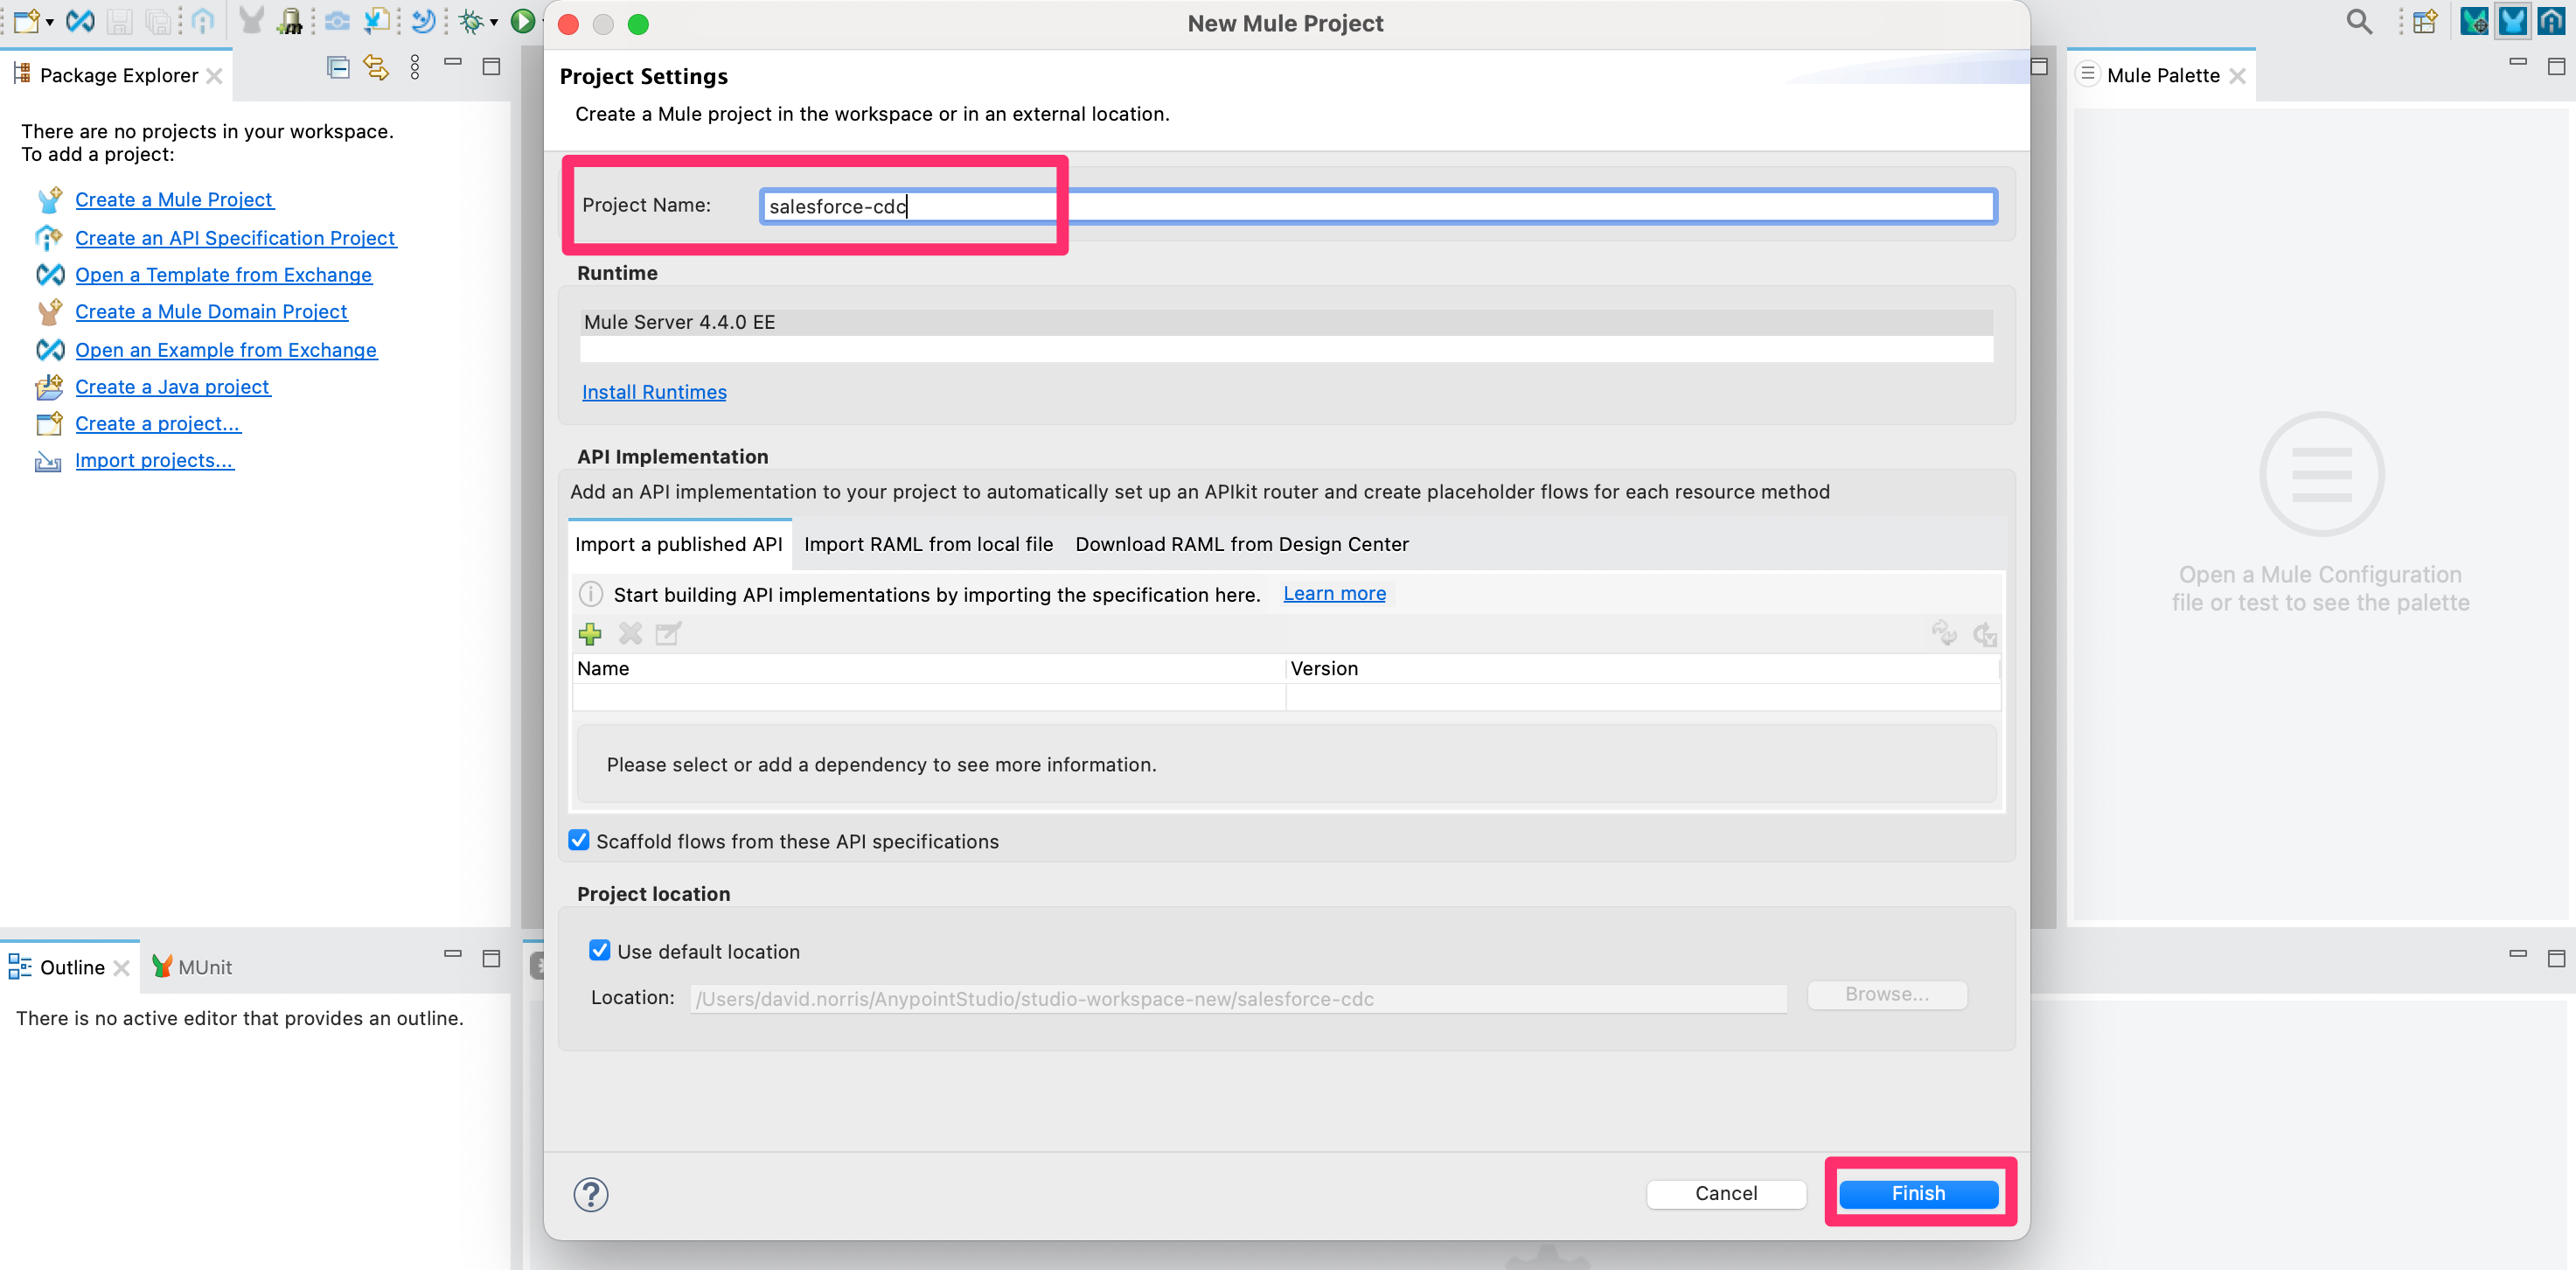 New Mule Project
Package Explorer
There are no projects in your workspace.
To add a project:
Create a Mule Project
Create an API Specification Project
Open a Template from Exchange
Create a Mule Domain Project
Open an Example from Exchange
Create a Java project
Create a project...
Import projects...
Outline
MUnit
There is no active editor that provides an outline.
Project Settings
Create a Mule project in the workspace or in an external location.
Project Name: salesforce-cdc
Runtime
Mule Server 4.4.0 EE
Install Runtimes
API Implementation
Add an API implementation to your project to automatically set up an APIkit router and create placeholder flows for each resource method
Import a published API Import RAML from local file Download RAML from Design Center
Start building API implementations by importing the specification here. Learn more
Name Version
Please select or add a dependency to see more information.
Scaffold flows from these API specifications
Project location
Use default location
Location: /Users/david.norris/AnypointStudio/studio-workspace-new/salesforce-cdc Browse...
? Cancel Finish
Mule Palette
Open a Mule Configuration
file or test to see the palette